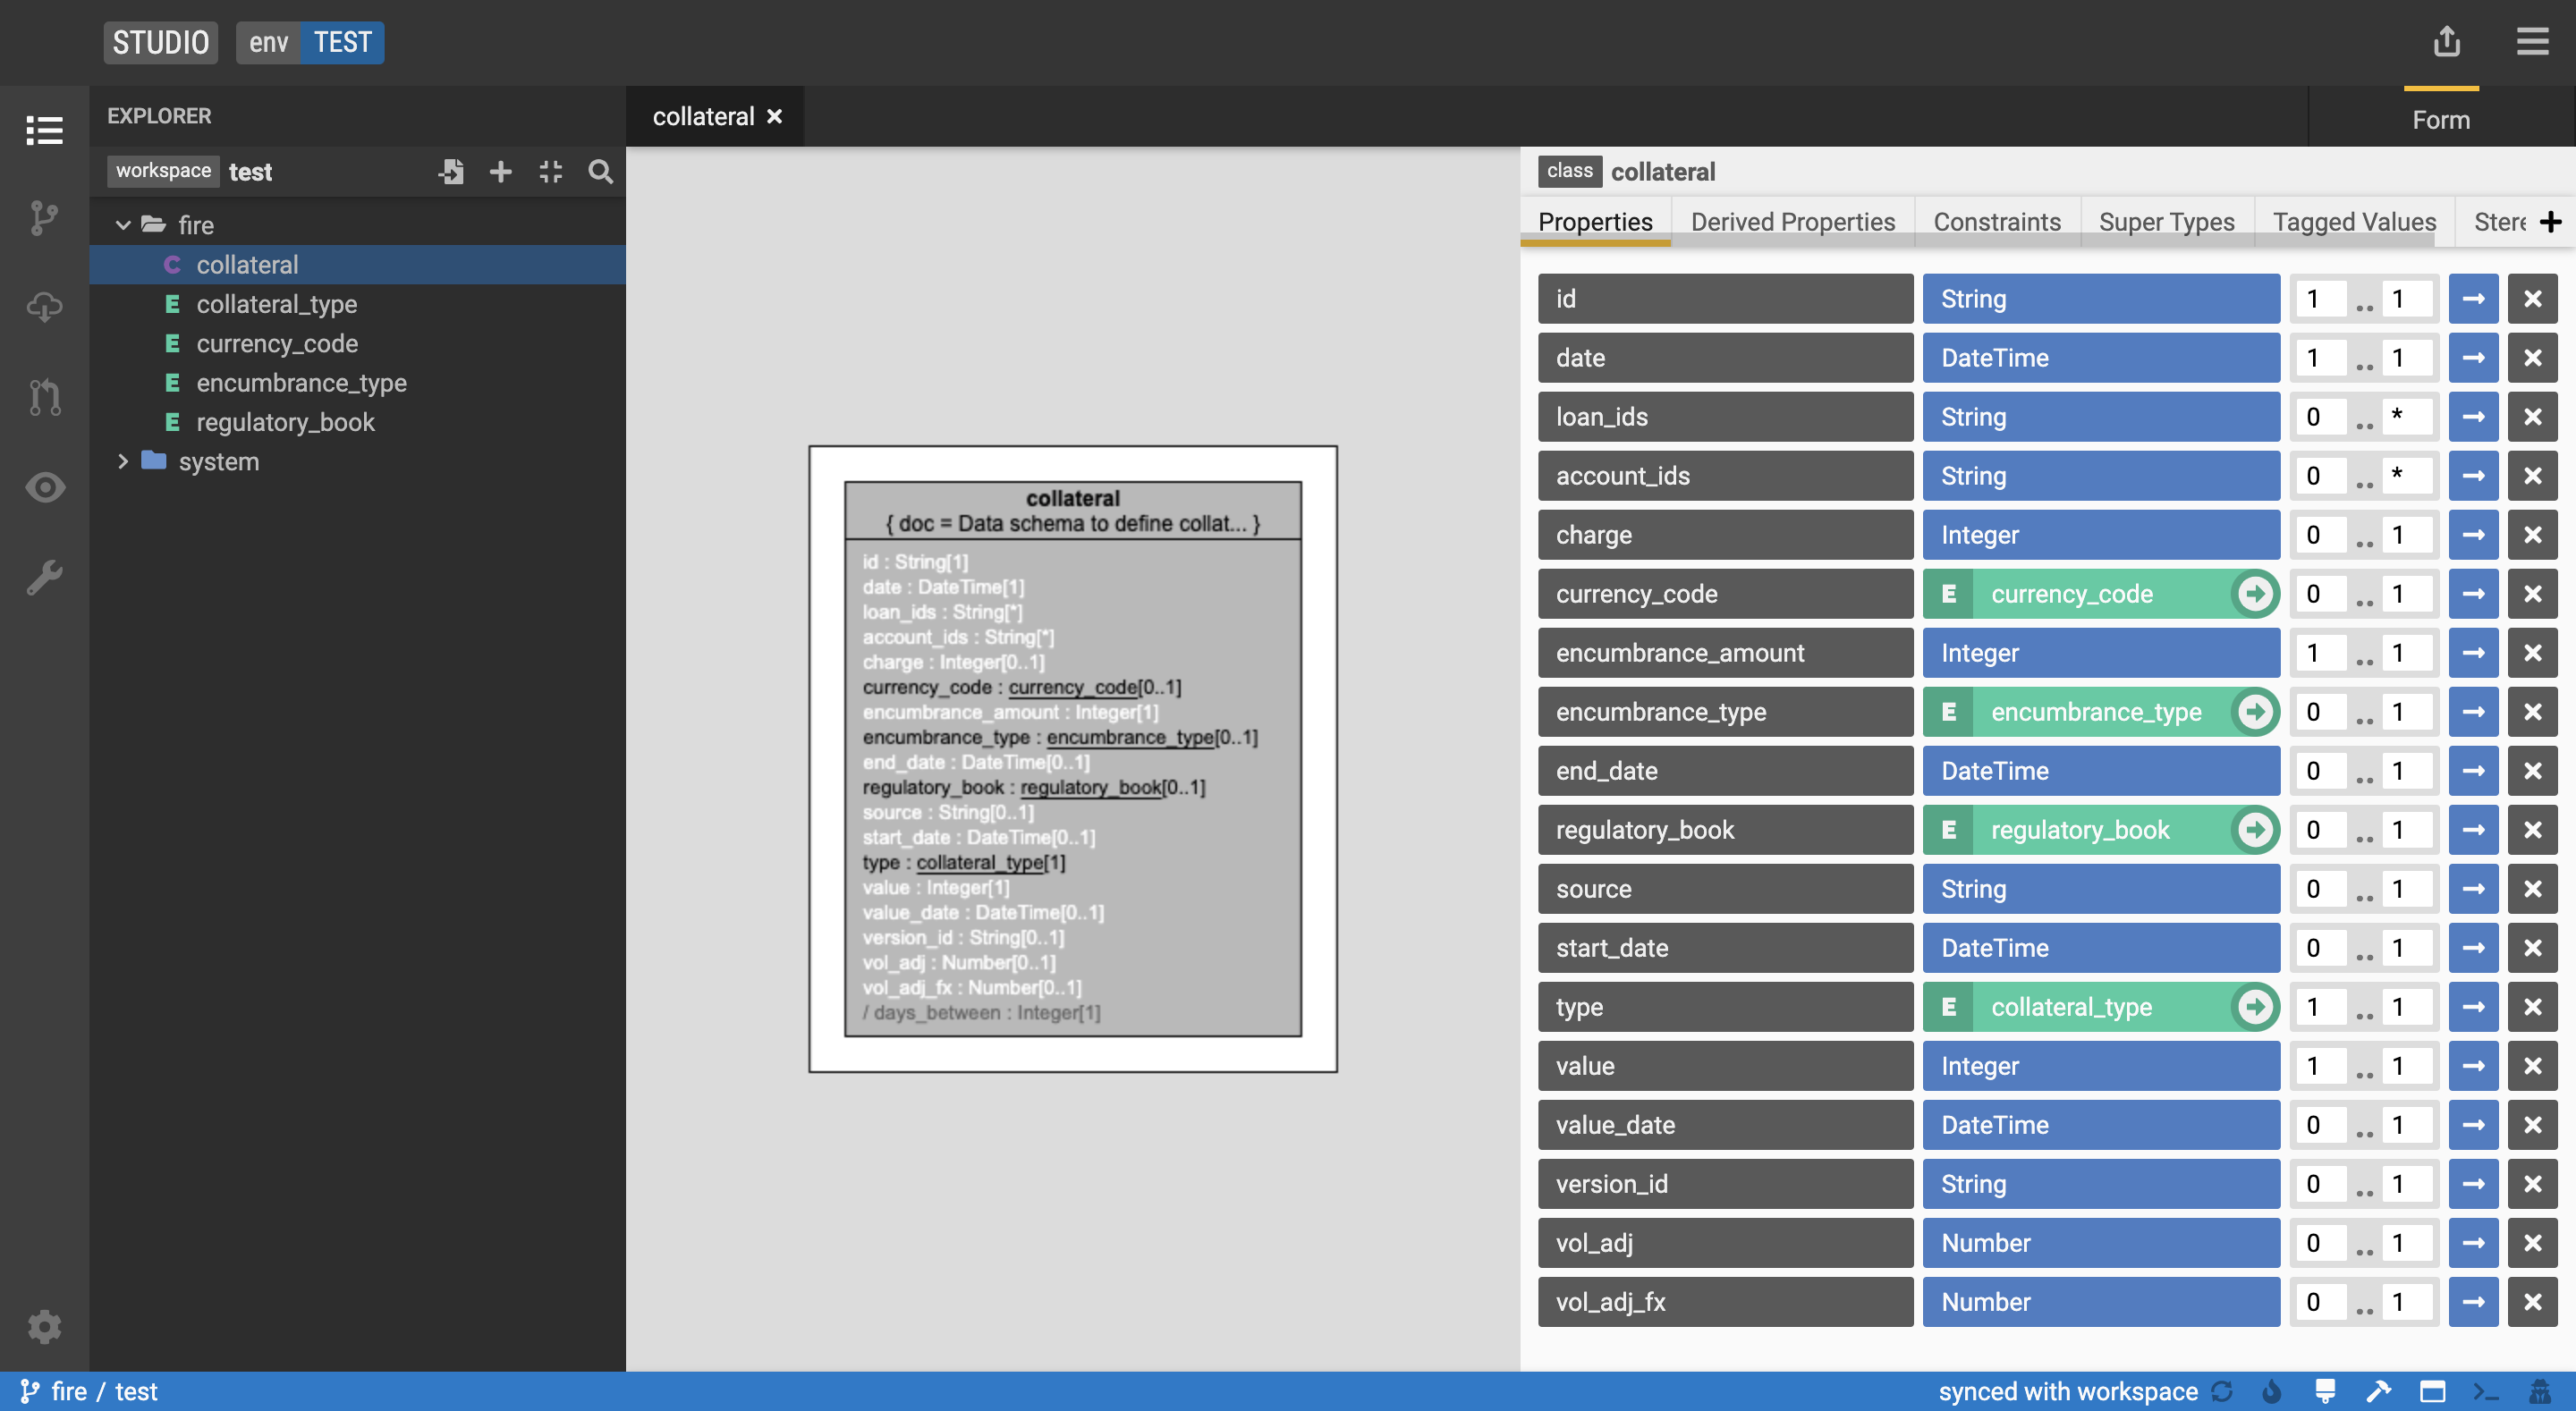 STUDIO env TEST
EXPLORER
workspace test
fire
C collateral
E collateral_type
E currency_code
E encumbrance_type
E regulatory_book
system
collateral
collateral
{ doc = Data schema to define collat... }
id : String[1]
date : DateTime[1]
loan_ids : String[*]
account_ids : String[*]
charge : Integer[0..1]
currency_code : currency_code[0..1]
encumbrance_amount : Integer[1]
encumbrance_type : encumbrance_type[0..1]
end_date : DateTime[0..1]
regulatory_book : regulatory_book[0..1]
source : String[0..1]
start_date : DateTime[0..1]
type : collateral_type[1]
value : Integer[1]
value_date : DateTime[0..1]
version_id : String[0..1]
vol_adj : Number[0..1]
vol_adj_fx : Number[0..1]
/ days_between : Integer[1]
Form
class collateral
Properties Derived Properties Constraints Super Types Tagged Values Stere
id String 1 .. 1
date DateTime 1 .. 1
loan_ids String 0 .. *
account_ids String 0 .. *
charge Integer 0 .. 1
currency_code E currency_code 0 .. 1
encumbrance_amount Integer 1 .. 1
encumbrance_type E encumbrance_type 0 .. 1
end_date DateTime 0 .. 1
regulatory_book E regulatory_book 0 .. 1
source String 0 .. 1
start_date DateTime 0 .. 1
type E collateral_type 1 .. 1
value Integer 1 .. 1
value_date DateTime 0 .. 1
version_id String 0 .. 1
vol_adj Number 0 .. 1
vol_adj_fx Number 0 .. 1
fire / test
synced with workspace